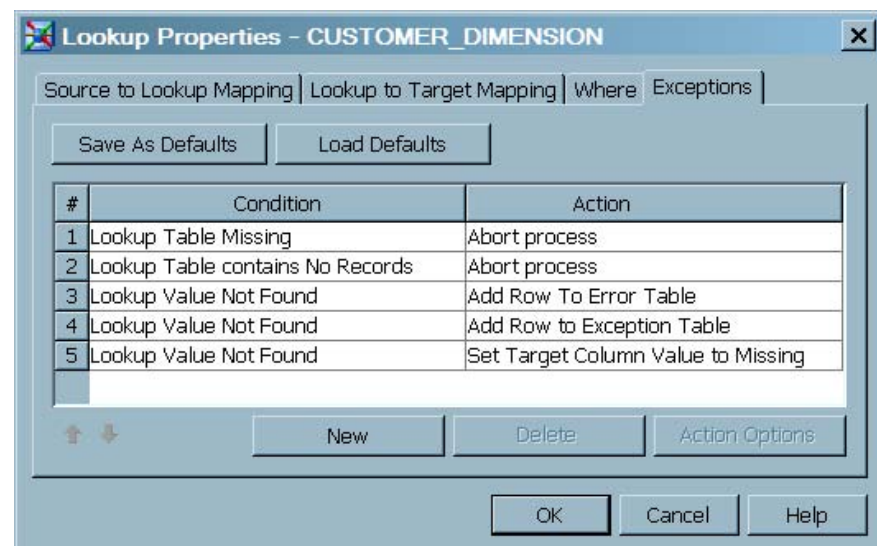 Lookup Properties - CUSTOMER_DIMENSION
Source to Lookup Mapping Lookup to Target Mapping Where Exceptions
Save As Defaults Load Defaults
# Condition Action
1 Lookup Table Missing Abort process
2 Lookup Table contains No Records Abort process
3 Lookup Value Not Found Add Row To Error Table
4 Lookup Value Not Found Add Row to Exception Table
5 Lookup Value Not Found Set Target Column Value to Missing
New Delete Action Options
OK Cancel Help